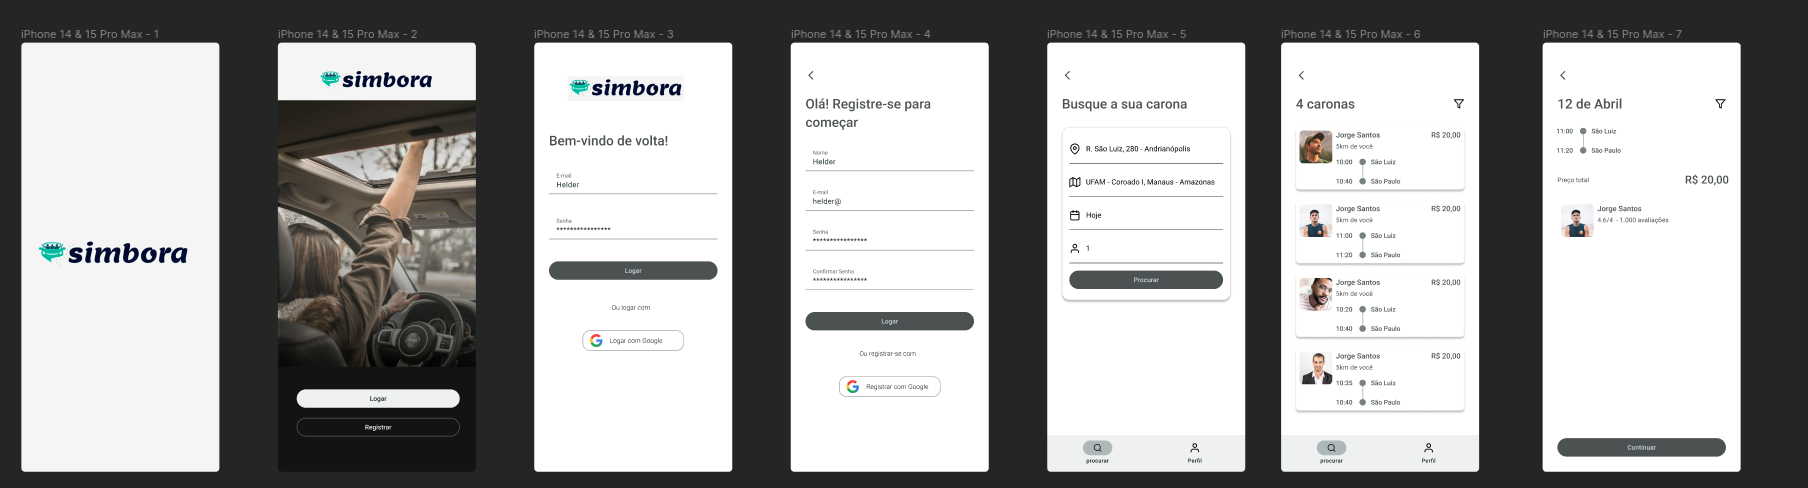 iPhone 14 & 15 Pro Max - 1
simbora
iPhone 14 & 15 Pro Max - 2
simbora
Logar
Registrar
iPhone 14 & 15 Pro Max - 3
simbora
Bem-vindo de volta!
E-mail
Helder
Senha
****************
Logar
Ou logar com
Logar com Google
iPhone 14 & 15 Pro Max - 4
Olá! Registre-se para
começar
Nome
Helder
E-mail
helder@
Senha
****************
Confirmar Senha
****************
Logar
Ou registrar-se com
Registrar com Google
iPhone 14 & 15 Pro Max - 5
Busque a sua carona
R. São Luiz, 280 - Andrianópolis
UFAM - Coroado I, Manaus - Amazonas
Hoje
1
Procurar
procurar
Perfil
iPhone 14 & 15 Pro Max - 6
4 caronas
Jorge Santos R$ 20,00
5km de você
10:00 São Luiz
10:40 São Paulo
Jorge Santos R$ 20,00
5km de você
11:00 São Luiz
11:20 São Paulo
Jorge Santos R$ 20,00
5km de você
10:20 São Luiz
10:40 São Paulo
Jorge Santos R$ 20,00
5km de você
10:35 São Luiz
10:40 São Paulo
procurar
Perfil
iPhone 14 & 15 Pro Max - 7
12 de Abril
11:00 São Luiz
11:20 São Paulo
Preço total R$ 20,00
Jorge Santos
4.6/4 - 1.000 avaliações
Continuar